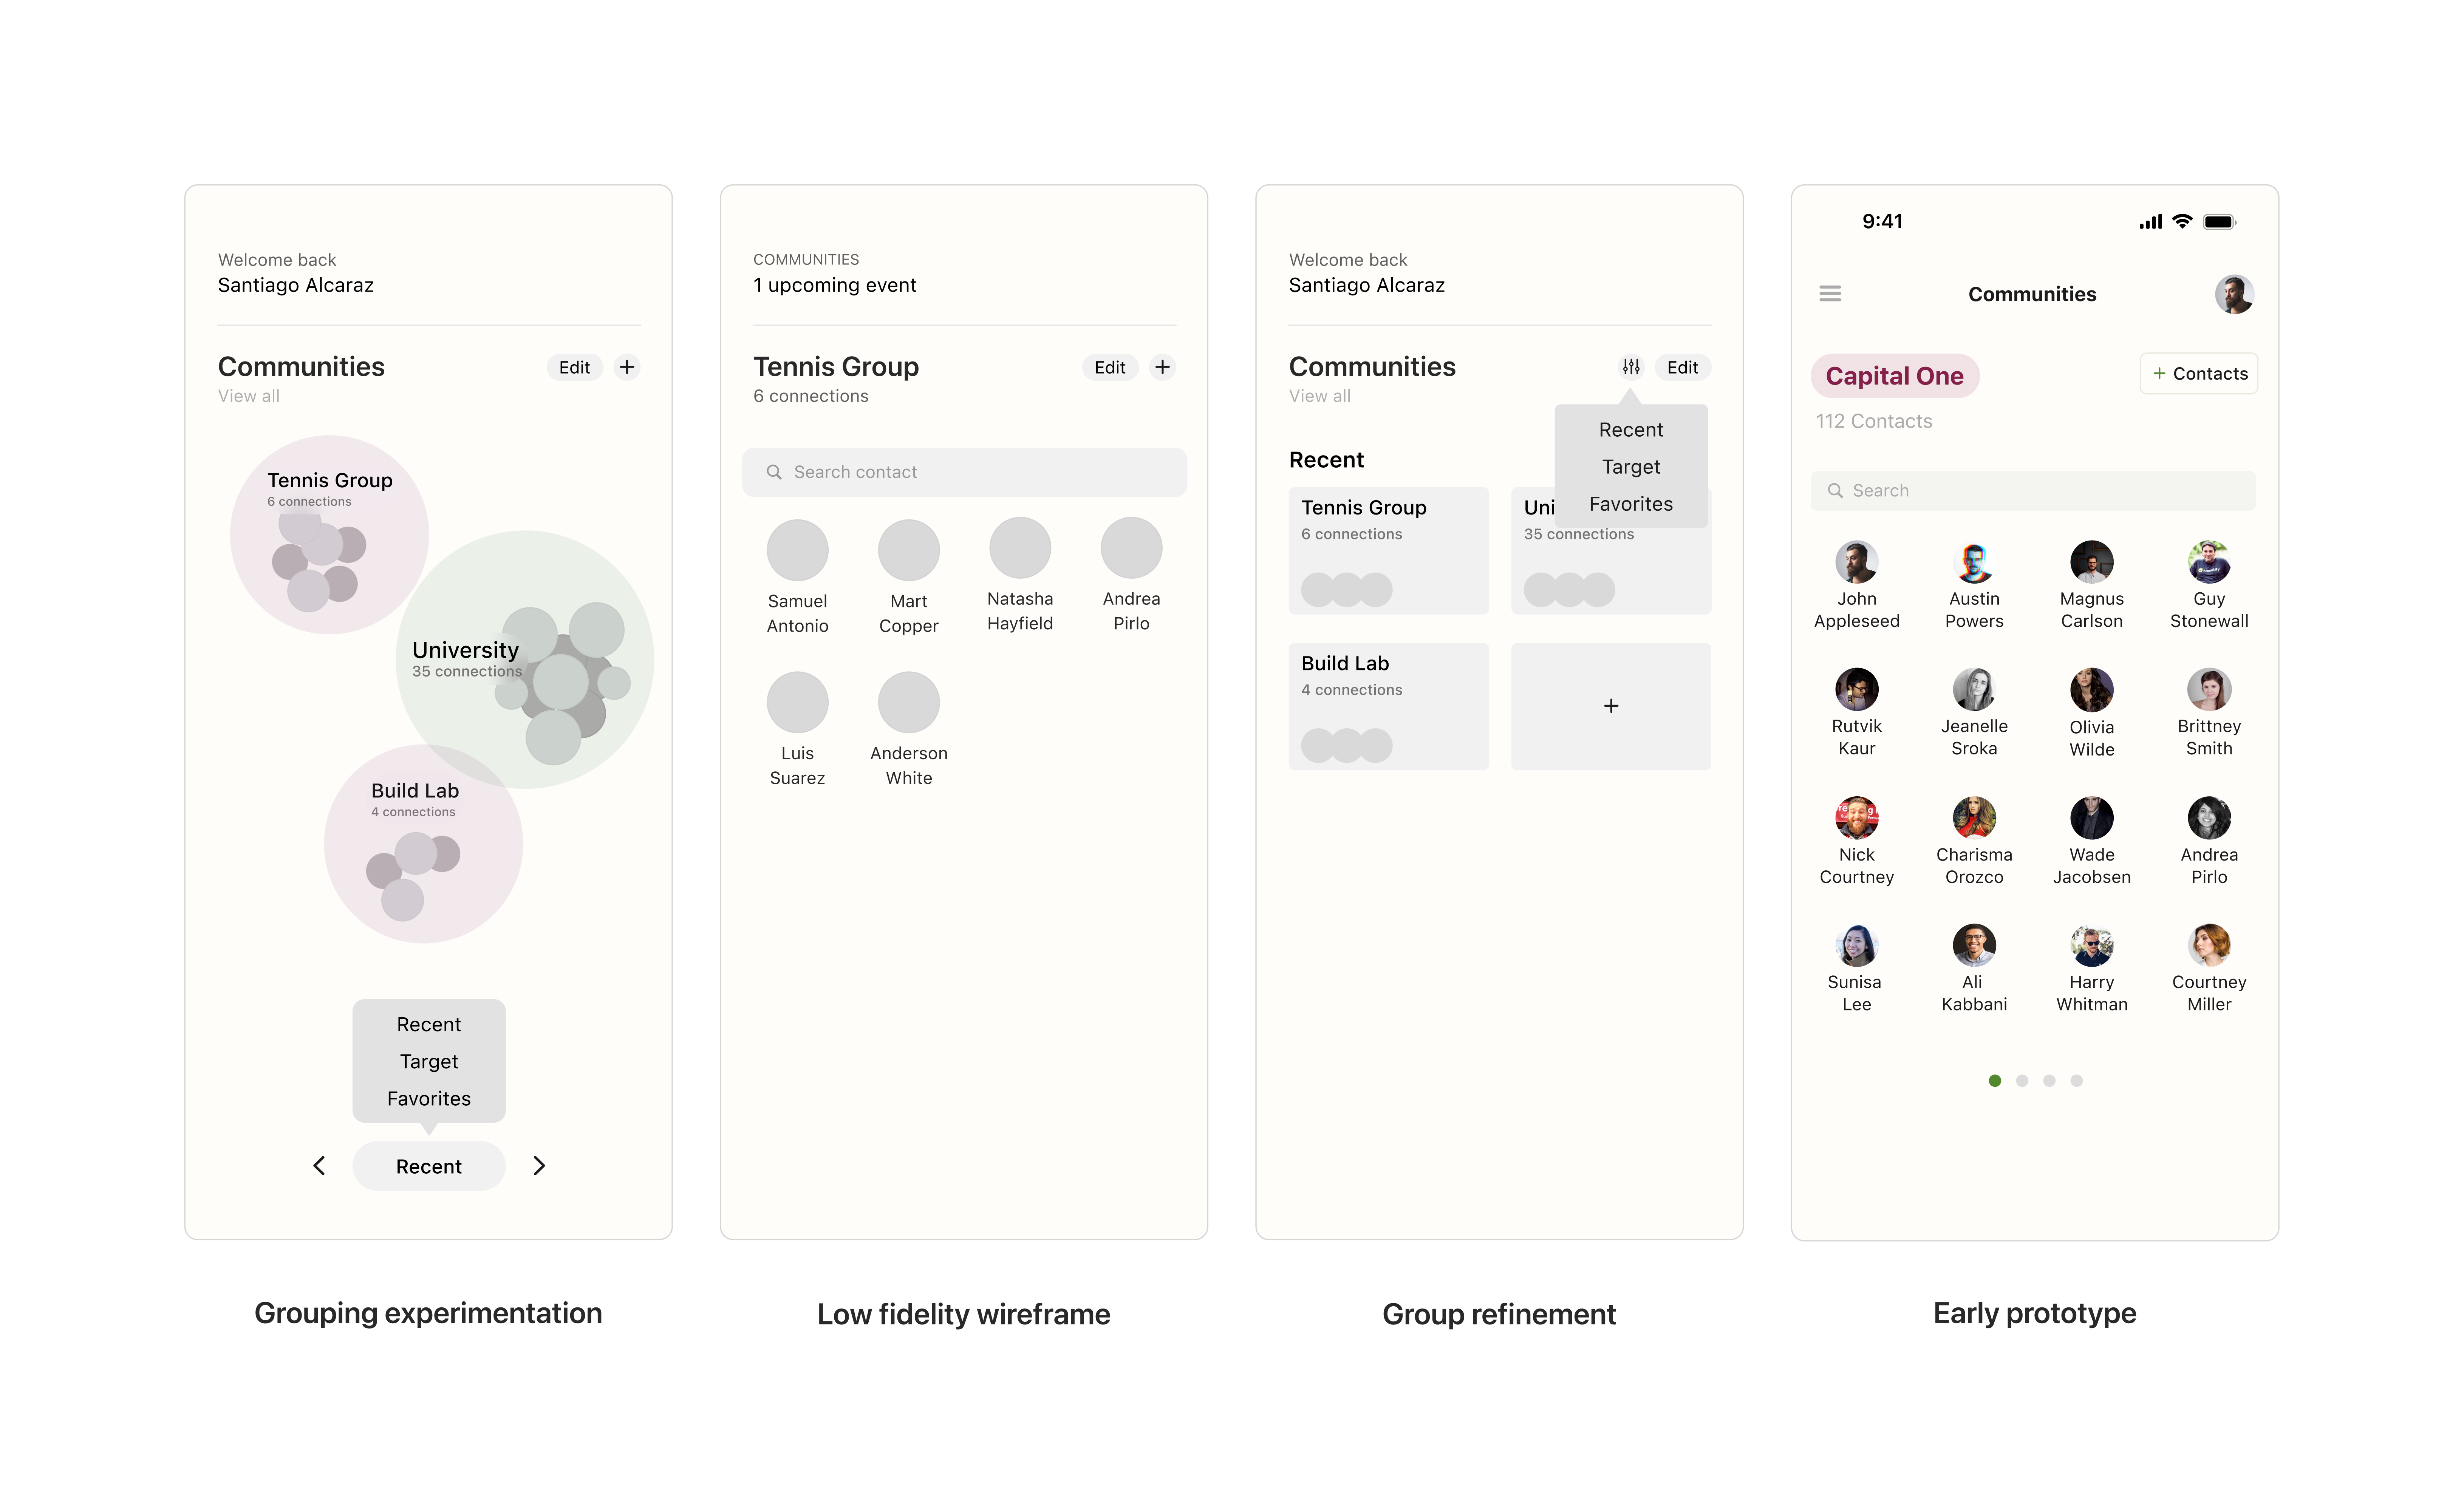 Welcome back
Santiago Alcaraz
Communities
Edit
+
View all
Tennis Group
6 connections
University
35 connections
Build Lab
4 connections
Recent
Target
Favorites
Recent
Grouping experimentation
COMMUNITIES
1 upcoming event
Tennis Group
Edit
+
6 connections
Search contact
Samuel
Antonio
Mart
Copper
Natasha
Hayfield
Andrea
Pirlo
Luis
Suarez
Anderson
White
Low fidelity wireframe
Welcome back
Santiago Alcaraz
Communities
Edit
View all
Recent
Target
Favorites
Recent
Tennis Group
6 connections
Uni
35 connections
Build Lab
4 connections
+
Group refinement
9:41
Communities
Capital One
+ Contacts
112 Contacts
Search
John
Appleseed
Austin
Powers
Magnus
Carlson
Guy
Stonewall
Rutvik
Kaur
Jeanelle
Sroka
Olivia
Wilde
Brittney
Smith
Nick
Courtney
Charisma
Orozco
Wade
Jacobsen
Andrea
Pirlo
Sunisa
Lee
Ali
Kabbani
Harry
Whitman
Courtney
Miller
Early prototype